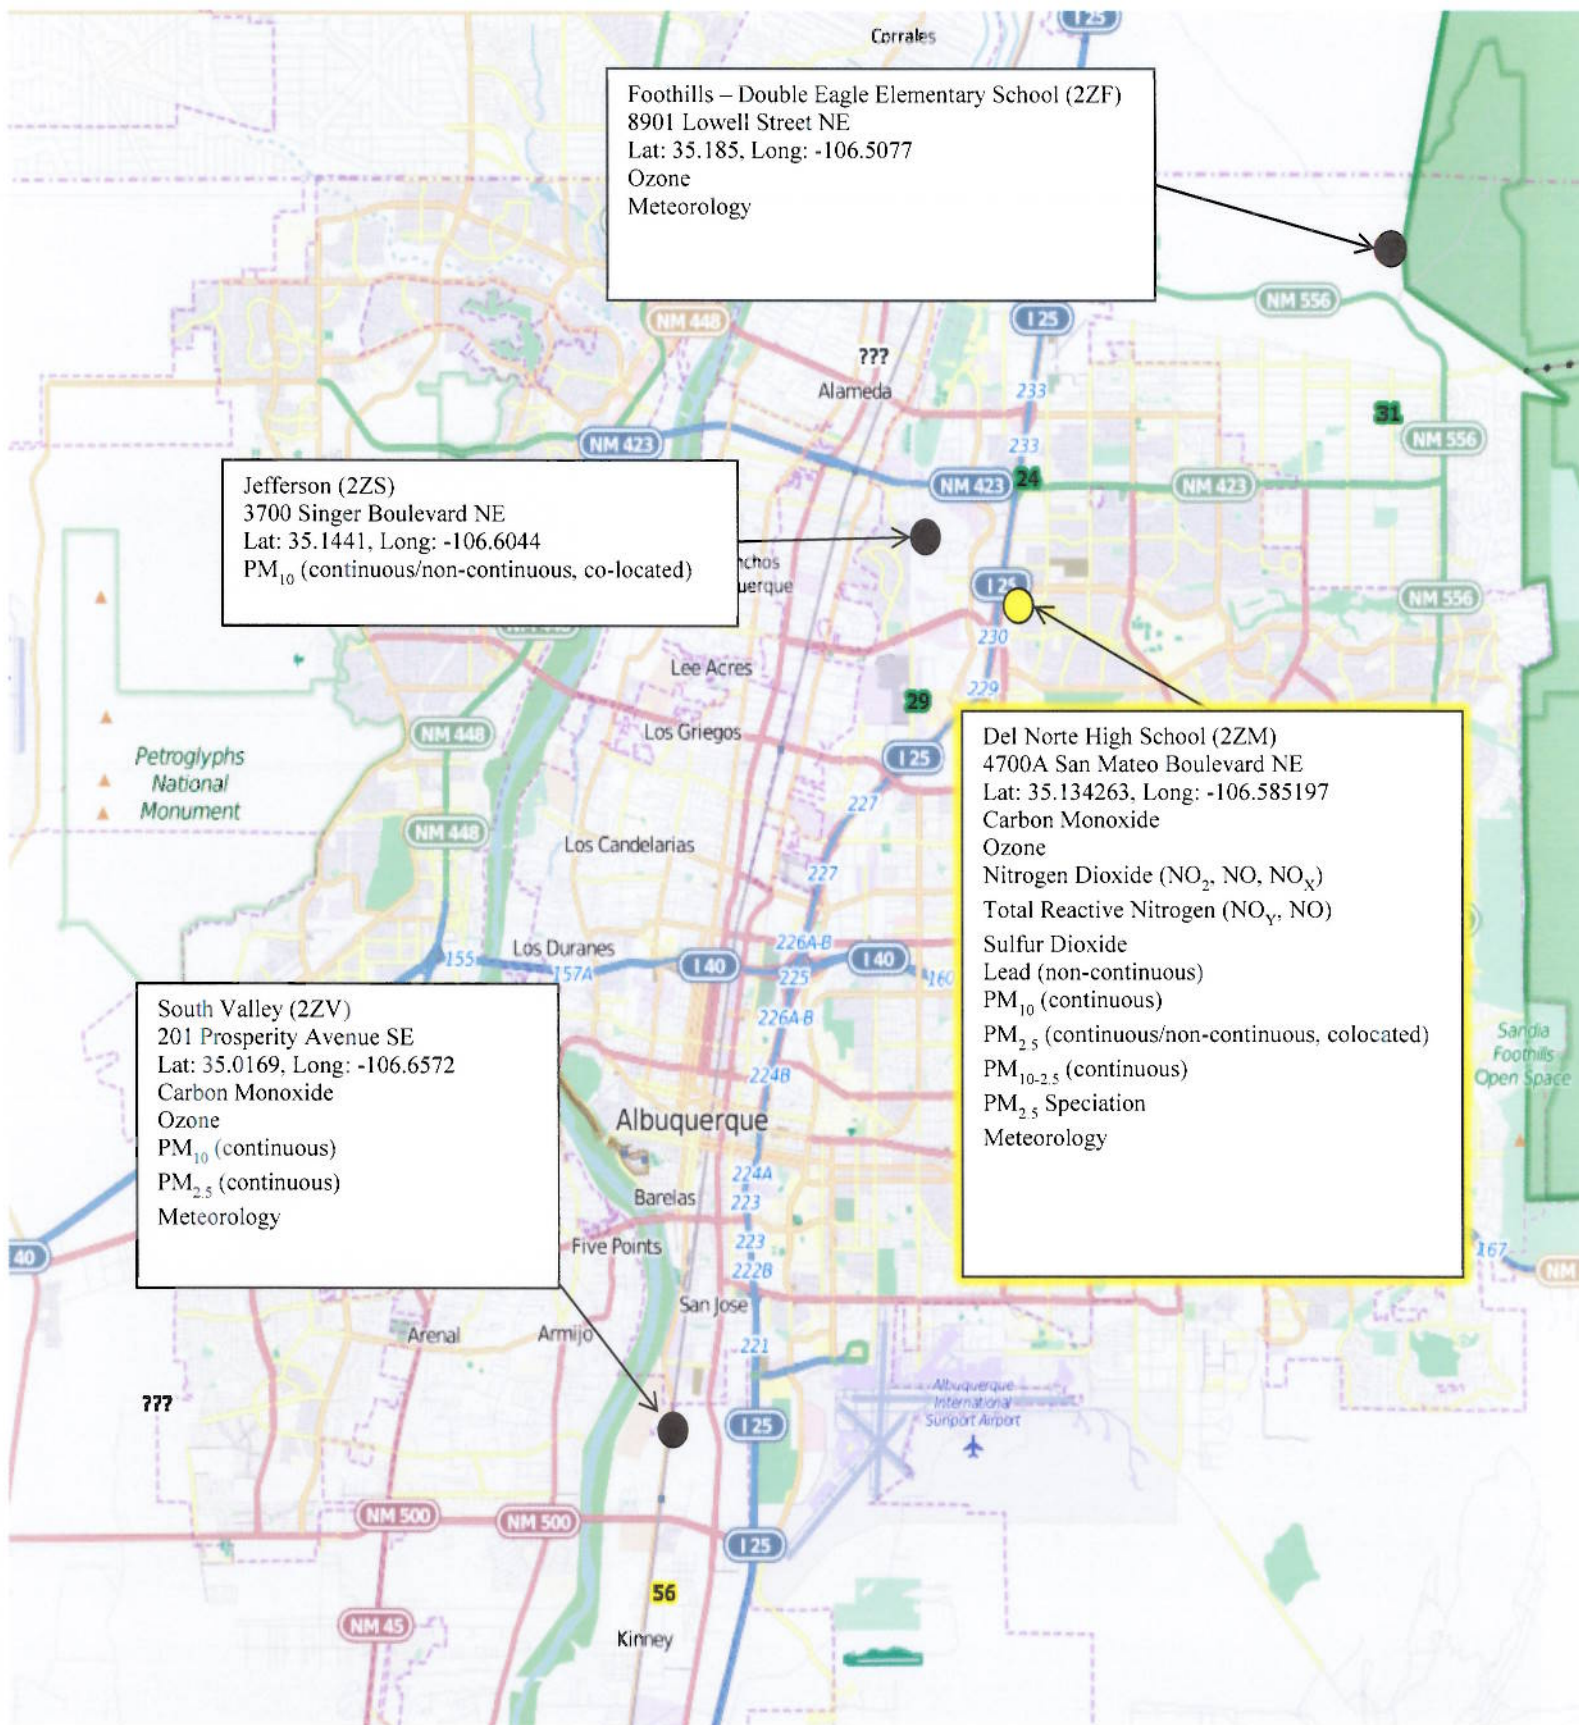 I 25
Corrales
Foothills – Double Eagle Elementary School (2ZF)
8901 Lowell Street NE
Lat: 35.185, Long: -106.5077
Ozone
Meteorology
NM 556
NM 448
I 25
???
Alameda
233
31
NM 556
NM 423
233
24
NM 423
NM 423
Jefferson (2ZS)
3700 Singer Boulevard NE
Lat: 35.1441, Long: -106.6044
PM10 (continuous/non-continuous, co-located)
nchos
uerque
I 25
NM 556
230
Lee Acres
229
29
Los Griegos
NM 448
I 25
Petroglyphs
National
Monument
227
NM 448
Los Candelarias
227
Del Norte High School (2ZM)
4700A San Mateo Boulevard NE
Lat: 35.134263, Long: -106.585197
Carbon Monoxide
Ozone
Nitrogen Dioxide (NO2, NO, NOX)
Total Reactive Nitrogen (NOY, NO)
Sulfur Dioxide
Lead (non-continuous)
PM10 (continuous)
PM2.5 (continuous/non-continuous, colocated)
PM10-2.5 (continuous)
PM2.5 Speciation
Meteorology
226A-B
Los Duranes
155
157A
I 40
225
I 40
160
226A-B
South Valley (2ZV)
201 Prosperity Avenue SE
Lat: 35.0169, Long: -106.6572
Carbon Monoxide
Ozone
PM10 (continuous)
PM2.5 (continuous)
Meteorology
Sandia
Foothills
Open Space
224B
Albuquerque
224A
Barelas
223
Five Points
223
222B
40
167
NM
San Jose
Arenal
Armijo
221
???
Albuquerque
International
Sunport Airport
I 25
NM 500
NM 500
I 25
56
NM 45
Kinney